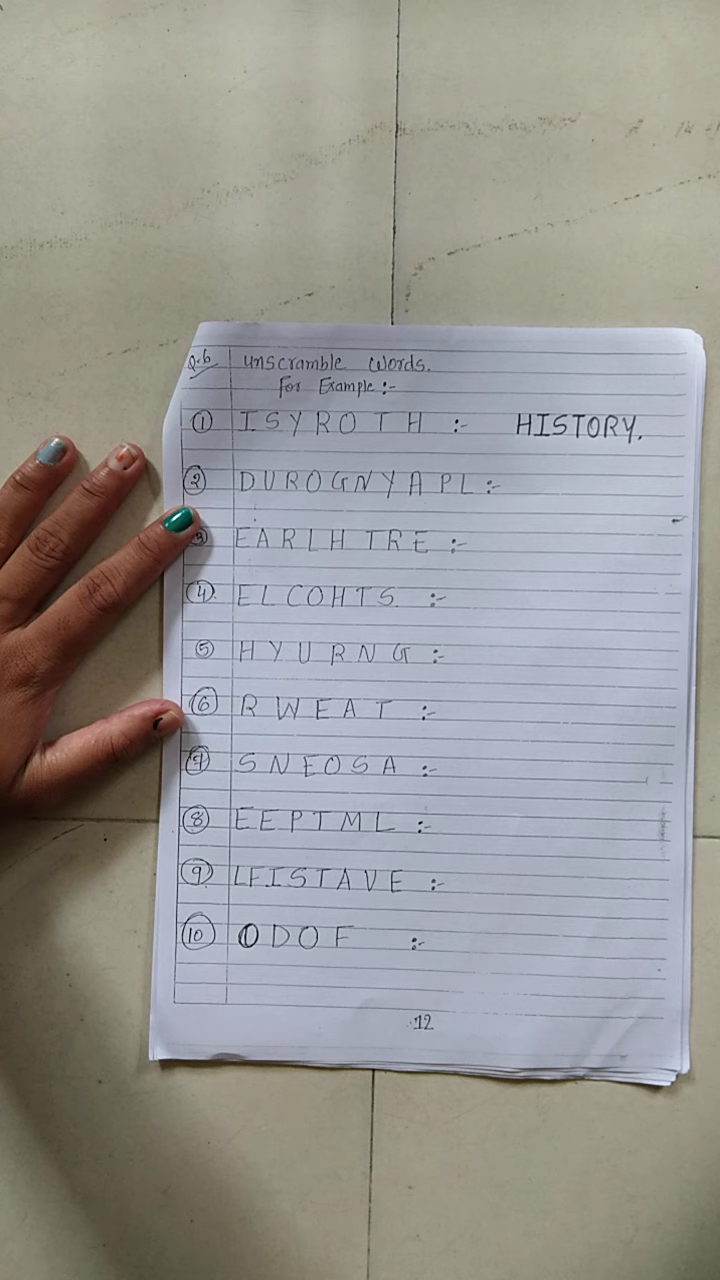 Q.6 unscramble words.
For Example :-
① ISYROTH :- HISTORY.
② DUROGNYAPL :-
③ EARLHTRE :-
④ ELCOHTS :-
⑤ HYURNG :-
⑥ RWEAT :-
⑦ SNEOSA :-
⑧ EEPTML :-
⑨ LFISTAVE :-
⑩ ODOF :-
12